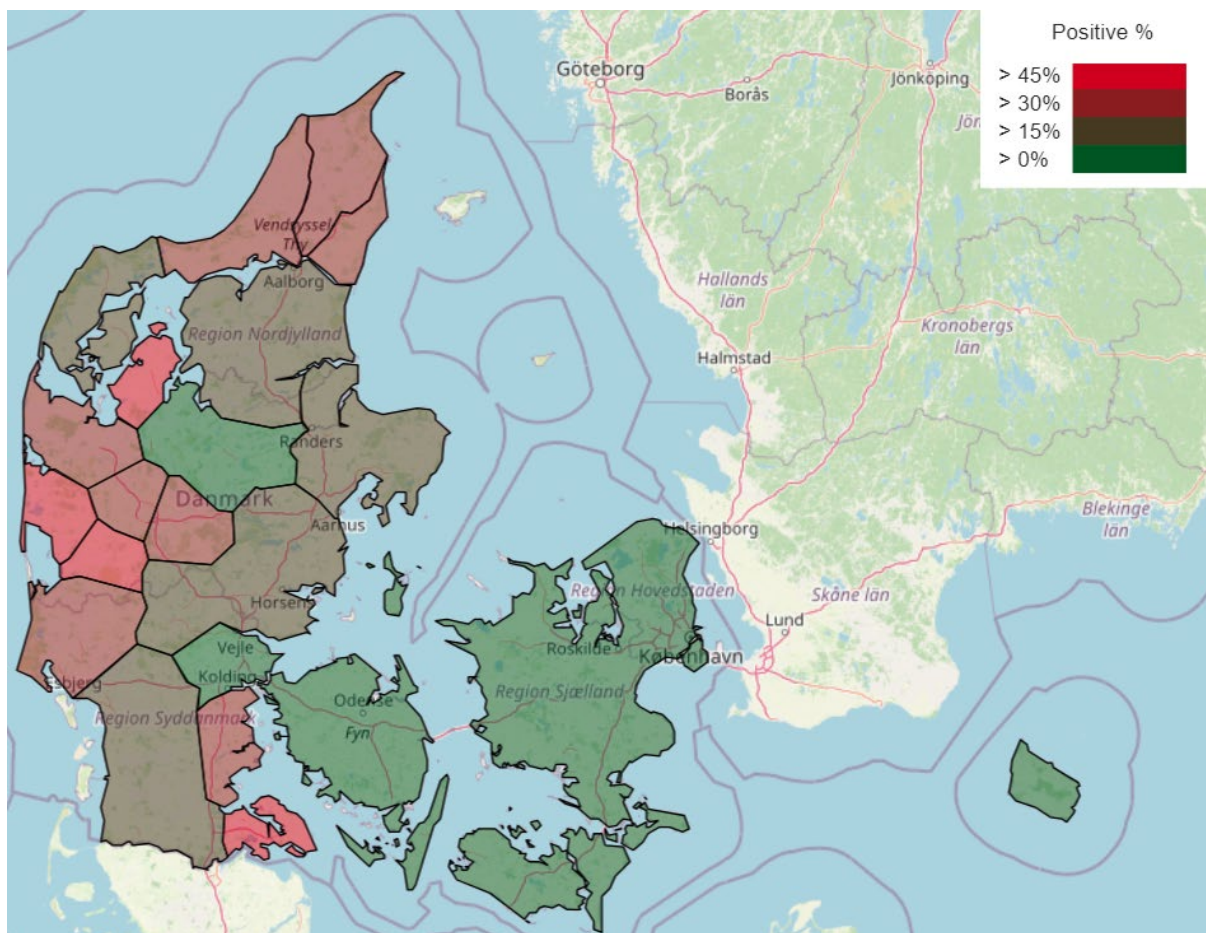 Positive %
> 45%
> 30%
> 15%
> 0%
Göteborg
Borås
Jönköping
Vendsyssel-
Thy
Aalborg
Region Nordjylland
Hallands
län
Kronobergs
län
Halmstad
Randers
Danmark
Aarhus
Helsingborg
Blekinge
län
Region Hovedstaden
Skåne län
Horsens
Lund
Vejle
Roskilde
København
Kolding
Esbjerg
Odense
Region Sjælland
Region Syddanmark
Fyn